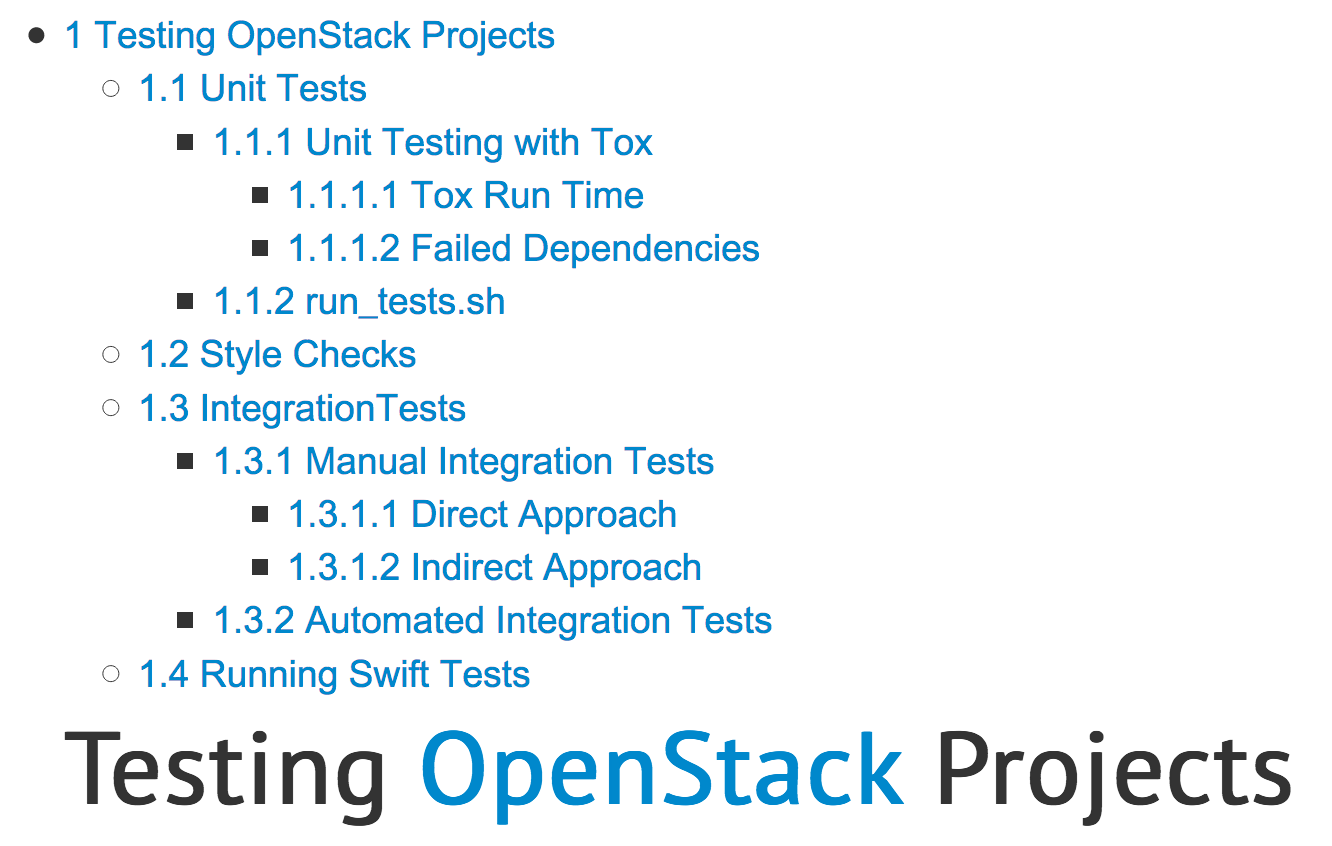 1 Testing OpenStack Projects
1.1 Unit Tests
1.1.1 Unit Testing with Tox
1.1.1.1 Tox Run Time
1.1.1.2 Failed Dependencies
1.1.2 run_tests.sh
1.2 Style Checks
1.3 IntegrationTests
1.3.1 Manual Integration Tests
1.3.1.1 Direct Approach
1.3.1.2 Indirect Approach
1.3.2 Automated Integration Tests
1.4 Running Swift Tests
Testing OpenStack Projects